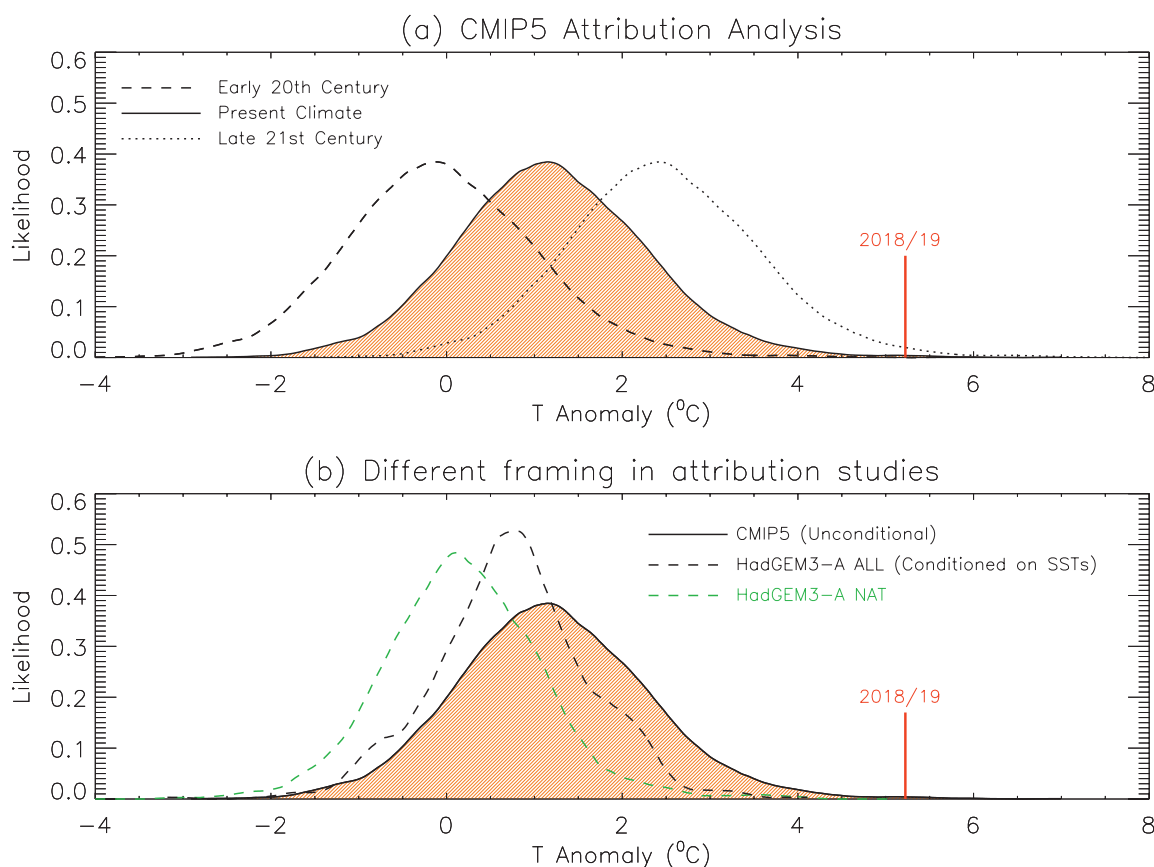 (a) CMIP5 Attribution Analysis
0.6
0.5
0.4
0.3
0.2
0.1
0.0
Likelihood
Early 20th Century
Present Climate
Late 21st Century
2018/19
-4 -2 0 2 4 6 8
T Anomaly (⁰C)
(b) Different framing in attribution studies
0.6
0.5
0.4
0.3
0.2
0.1
0.0
Likelihood
CMIP5 (Unconditional)
HadGEM3-A ALL (Conditioned on SSTs)
HadGEM3-A NAT
2018/19
-4 -2 0 2 4 6 8
T Anomaly (⁰C)